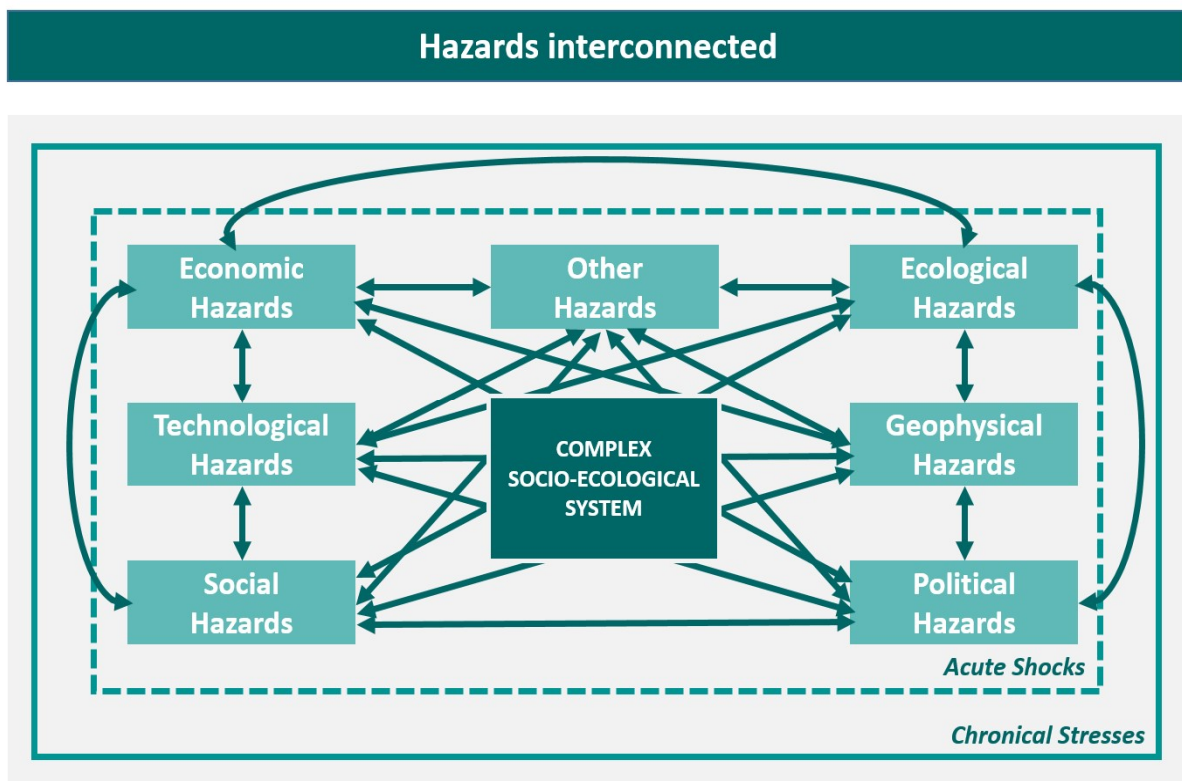 Hazards interconnected
Economic
Hazards
Other
Hazards
Ecological
Hazards
Technological
Hazards
COMPLEX
SOCIO-ECOLOGICAL
SYSTEM
Geophysical
Hazards
Social
Hazards
Political
Hazards
Acute Shocks
Chronical Stresses